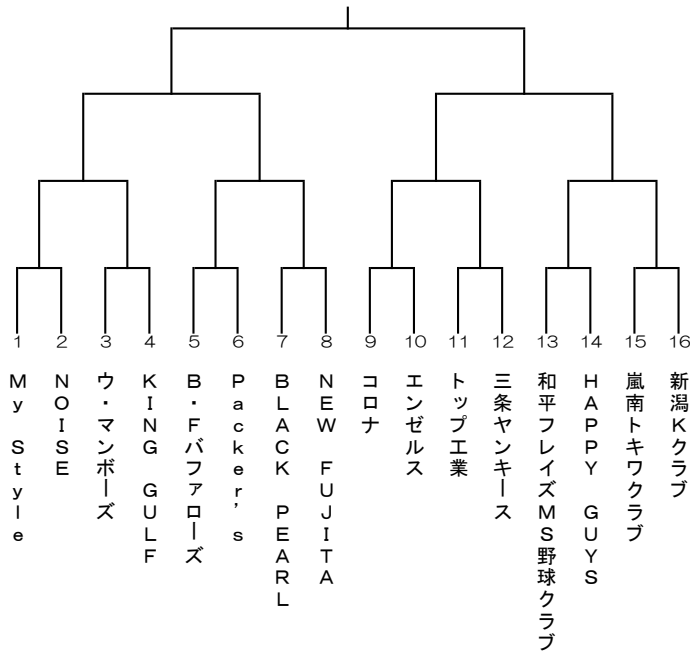 1 2 3 4 5 6 7 8 9 10 11 12 13 14 15 16
My Style
NOISE
ウ・マンボーズ
KING GULF
B・Fバファローズ
Packer's
BLACK PEARL
NEW FUJITA
コロナ
エンゼルス
トップ工業
三条ヤンキース
和平フレイズMS野球クラブ
HAPPY GUYS
嵐南トキワクラブ
新潟Kクラブ